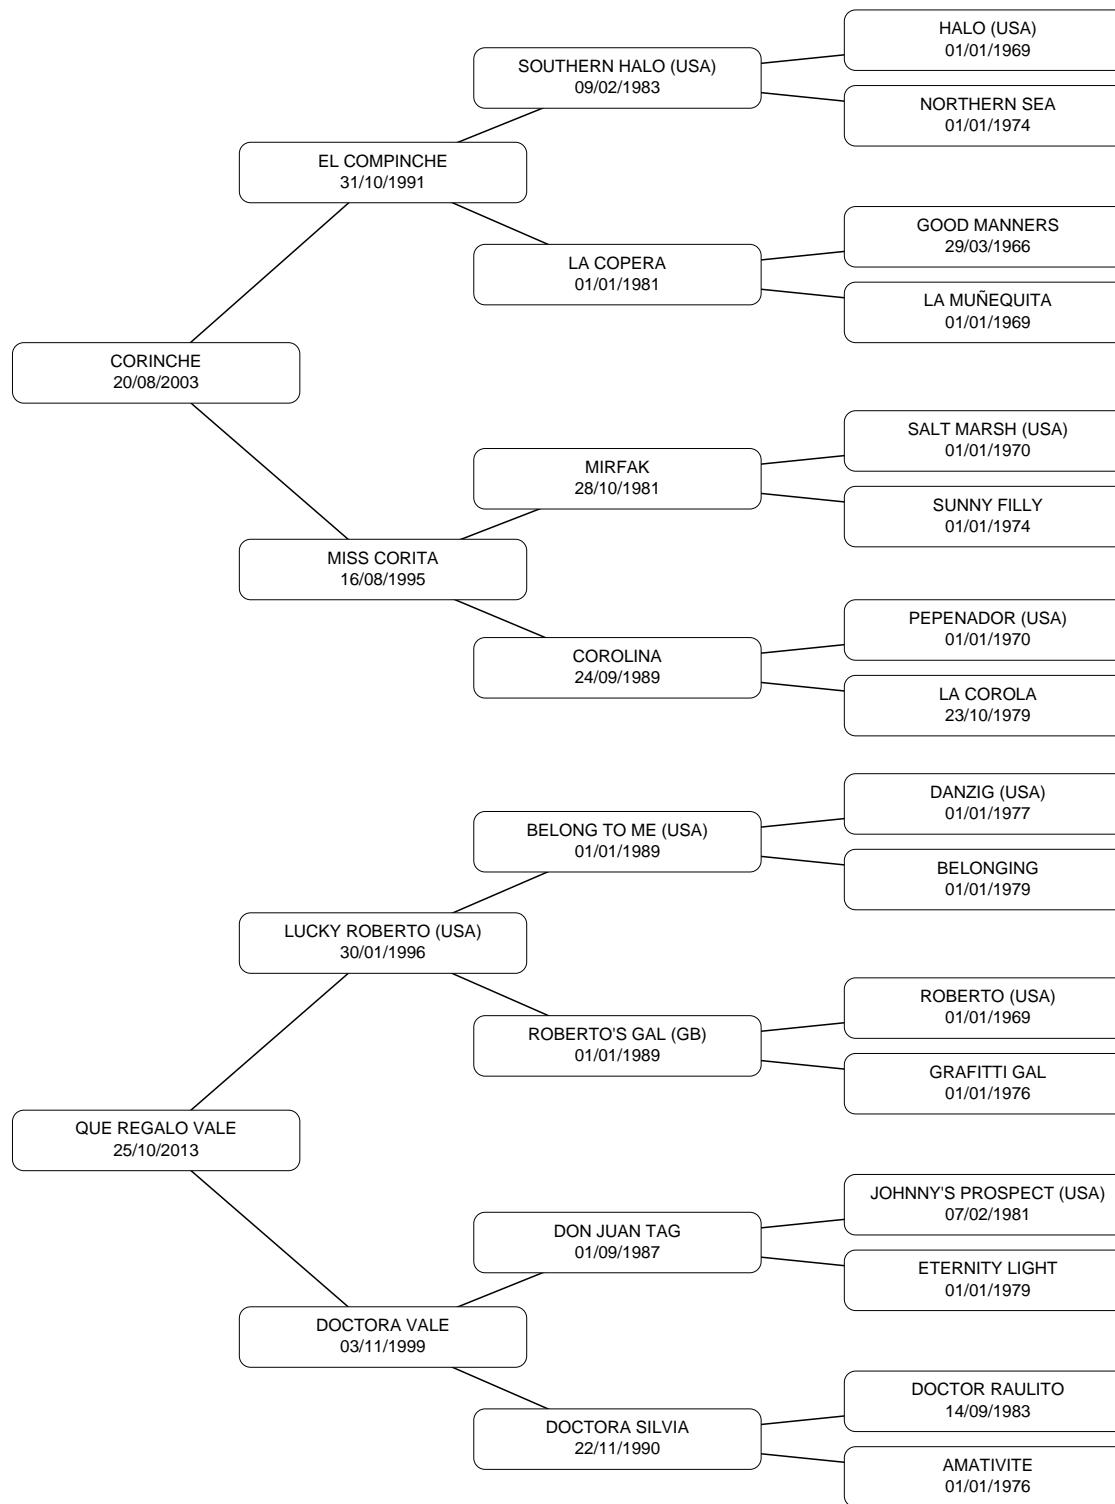 HALO (USA)
01/01/1969
SOUTHERN HALO (USA)
09/02/1983
NORTHERN SEA
01/01/1974
EL COMPINCHE
31/10/1991
GOOD MANNERS
29/03/1966
LA COPERA
01/01/1981
LA MUÑEQUITA
01/01/1969
CORINCHE
20/08/2003
SALT MARSH (USA)
01/01/1970
MIRFAK
28/10/1981
SUNNY FILLY
01/01/1974
MISS CORITA
16/08/1995
PEPENADOR (USA)
01/01/1970
COROLINA
24/09/1989
LA COROLA
23/10/1979
DANZIG (USA)
01/01/1977
BELONG TO ME (USA)
01/01/1989
BELONGING
01/01/1979
LUCKY ROBERTO (USA)
30/01/1996
ROBERTO (USA)
01/01/1969
ROBERTO'S GAL (GB)
01/01/1989
GRAFITTI GAL
01/01/1976
QUE REGALO VALE
25/10/2013
JOHNNY'S PROSPECT (USA)
07/02/1981
DON JUAN TAG
01/09/1987
ETERNITY LIGHT
01/01/1979
DOCTORA VALE
03/11/1999
DOCTOR RAULITO
14/09/1983
DOCTORA SILVIA
22/11/1990
AMATIVITE
01/01/1976